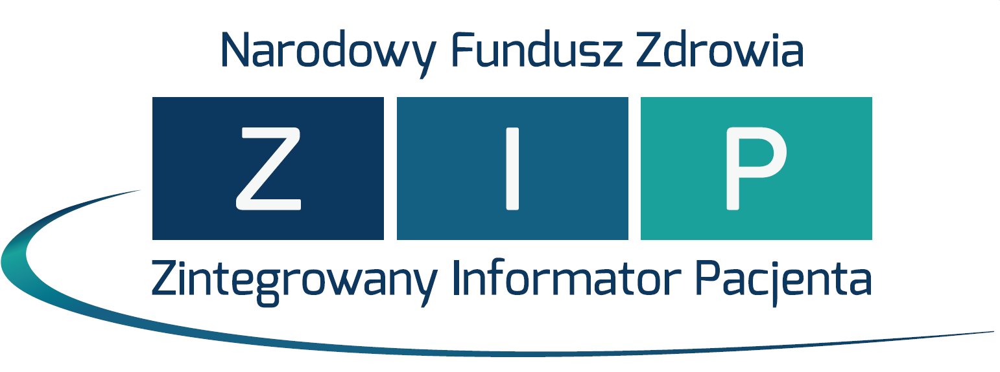 Narodowy Fundusz Zdrowia
Z I P
Zintegrowany Informator Pacjenta